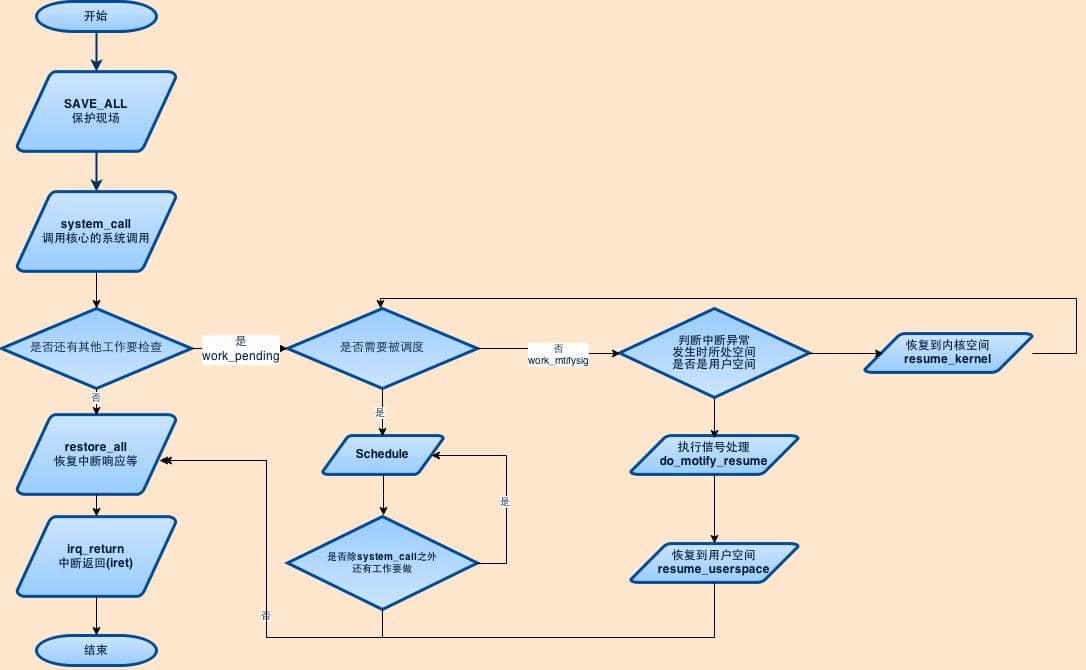 开始
SAVE_ALL
保护现场
system_call
调用核心的系统调用
是否还有其他工作要检查
是
work_pending
是否需要被调度
否
work_mtifysig
判断中断异常
发生时所处空间
是否是用户空间
恢复到内核空间
resume_kernel
否
restore_all
恢复中断响应等
是
Schedule
执行信号处理
do_motify_resume
是
irq_return
中断返回(iret)
是否除system_call之外
还有工作要做
恢复到用户空间
resume_userspace
否
结束